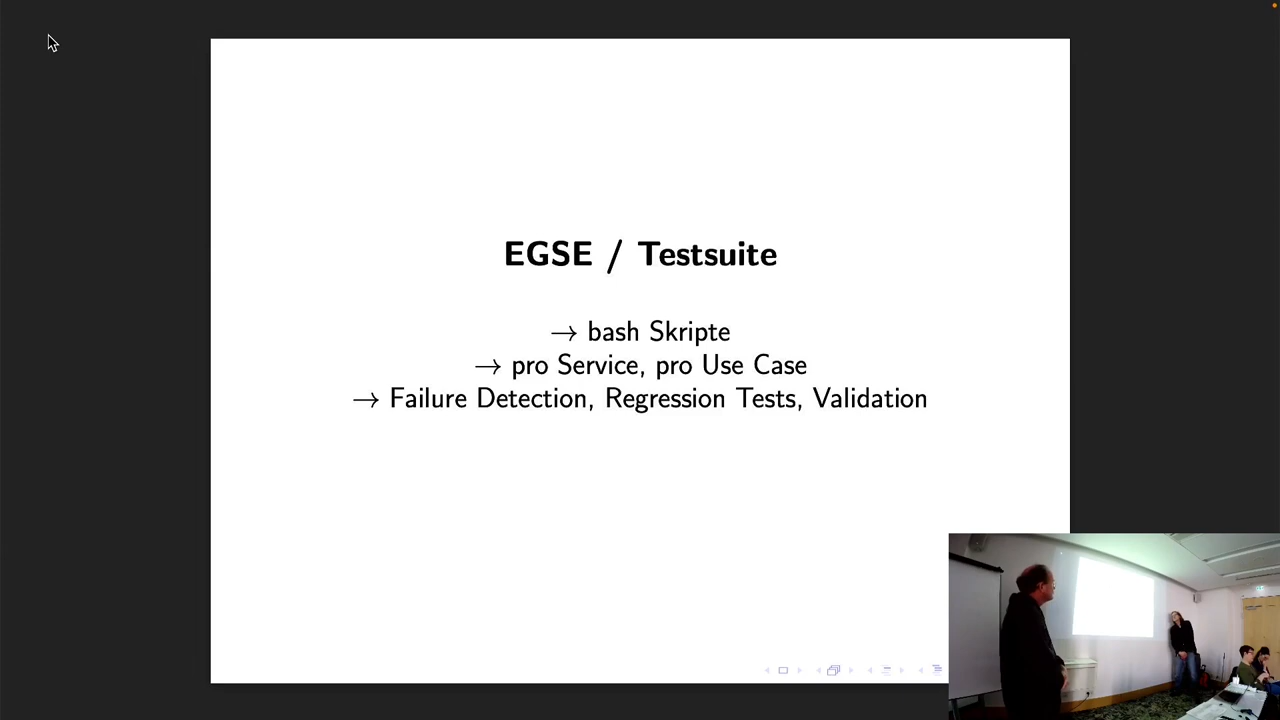 EGSE / Testsuite
→ bash Skripte
→ pro Service, pro Use Case
→ Failure Detection, Regression Tests, Validation